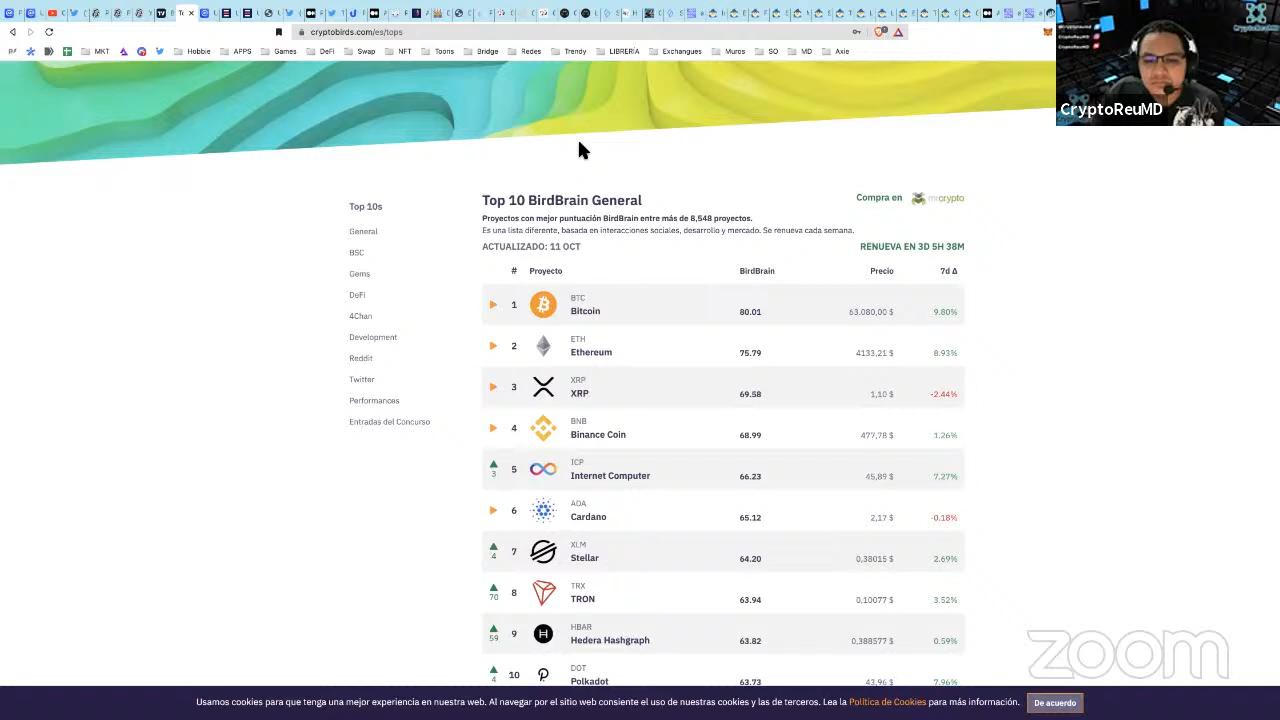 cryptobirds.com/es/tops
MKT
Hobbie
APPS
Games
DeFi
Swap
NFT
Toons
Bridge
Redes
Trendy
LIBRERÍA
Exchangues
Muros
SO
MD
Axie
CryptoReuMD
Top 10s
General
BSC
Gems
DeFi
4Chan
Development
Reddit
Twitter
Performances
Entradas del Concurso
Top 10 BirdBrain General
Compra en mrcrypto
Proyectos con mejor puntuación BirdBrain entre más de 8,548 proyectos.
Es una lista diferente, basada en interacciones sociales, desarrollo y mercado. Se renueva cada semana.
ACTUALIZADO: 11 OCT
RENUEVA EN 3D 5H 38M
# Proyecto BirdBrain Precio 7d Δ
1 BTC
Bitcoin 80.01 63.080,00 $ 9.80%
2 ETH
Ethereum 75.79 4133,21 $ 8.93%
3 XRP
XRP 69.58 1,10 $ -2.44%
4 BNB
Binance Coin 68.99 477,78 $ 1.26%
3 5 ICP
Internet Computer 66.23 45,89 $ 7.27%
6 ADA
Cardano 65.12 2,17 $ -0.18%
4 7 XLM
Stellar 64.20 0,38015 $ 2.69%
70 8 TRX
TRON 63.94 0,10077 $ 3.52%
59 9 HBAR
Hedera Hashgraph 63.82 0,388577 $ 0.59%
4 10 DOT
Polkadot 63.73 43,96 $ 7.96%
zoom
Usamos cookies para que tenga una mejor experiencia en nuestra web. Al navegar por el sitio web consiente el uso de nuestras cookies y las de terceros. Lea la Política de Cookies para más información.
De acuerdo